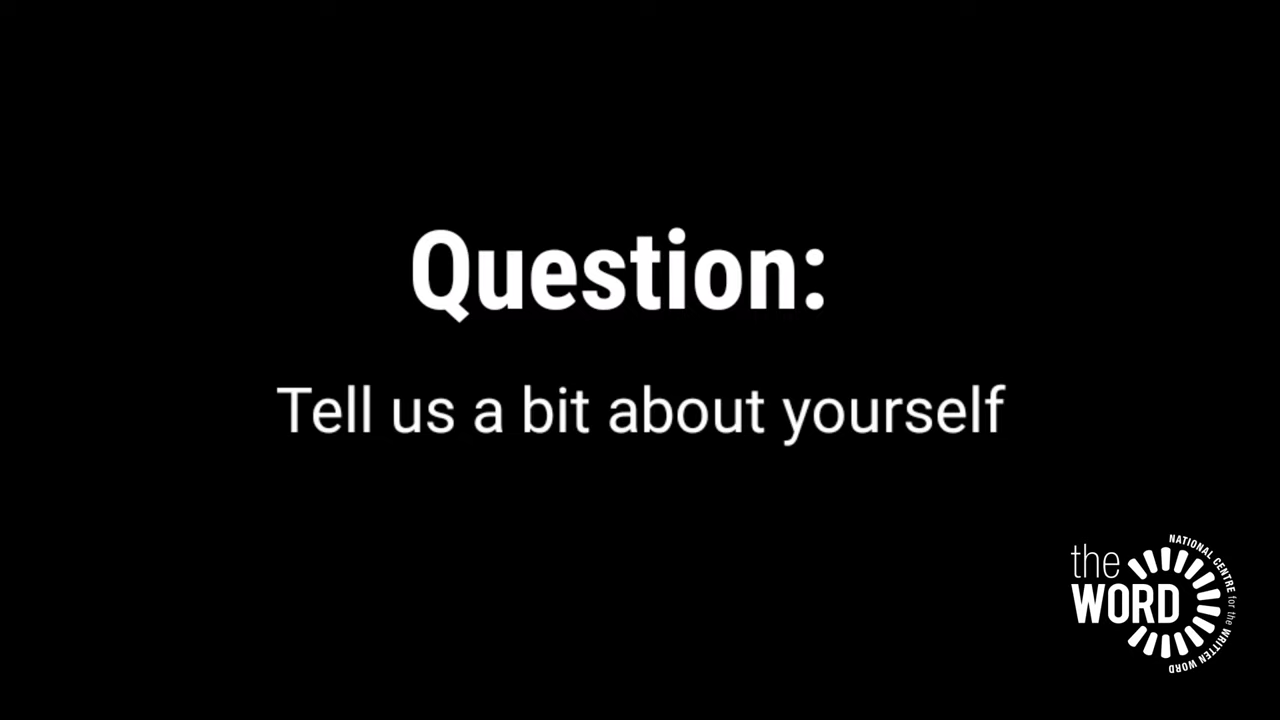 Question:
Tell us a bit about yourself
the
WORD
NATIONAL CENTRE for the WRITTEN WORD